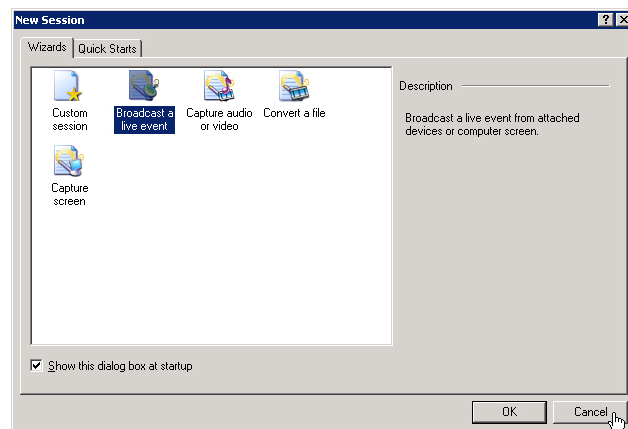 New Session
Wizards
Quick Starts
Custom session
Broadcast a live event
Capture audio or video
Convert a file
Capture screen
Description
Broadcast a live event from attached
devices or computer screen.
Show this dialog box at startup
OK
Cancel